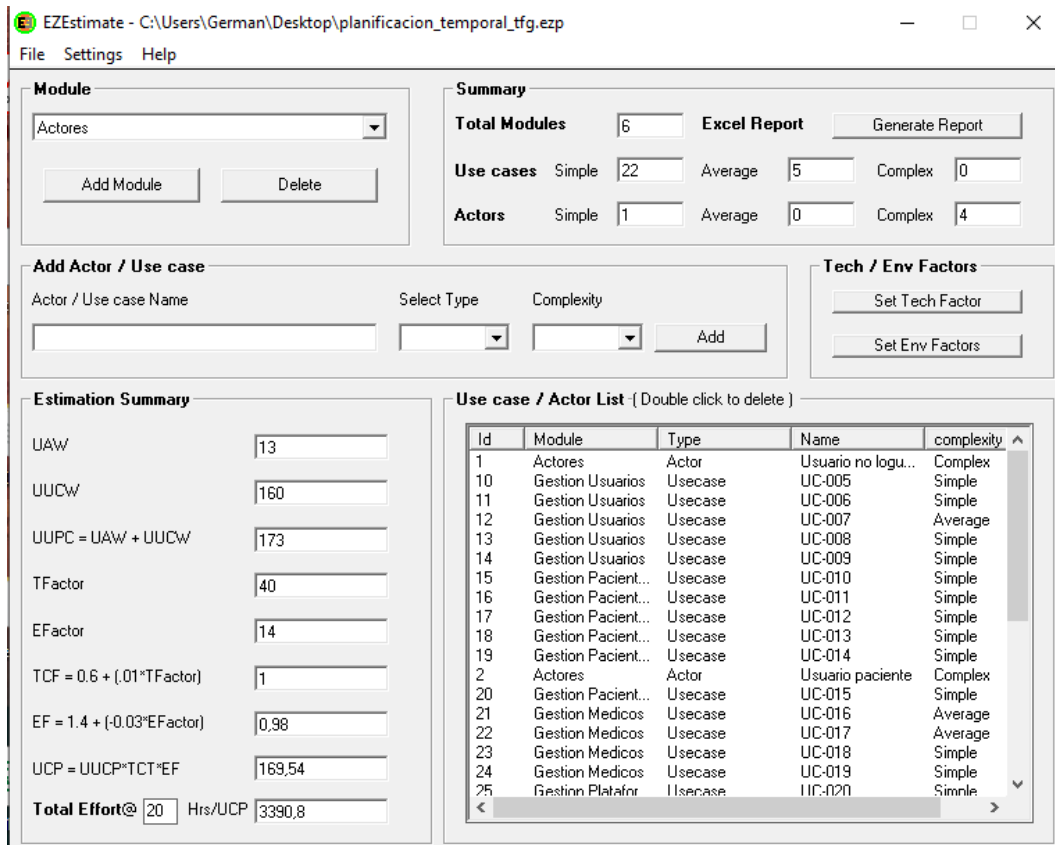 EZEstimate - C:\Users\German\Desktop\planificacion_temporal_tfg.ezp
File Settings Help
Module
Actores
Add Module Delete
Summary
Total Modules 6 Excel Report Generate Report
Use cases Simple 22 Average 5 Complex 0
Actors Simple 1 Average 0 Complex 4
Add Actor / Use case
Actor / Use case Name Select Type Complexity
Add
Tech / Env Factors
Set Tech Factor
Set Env Factors
Estimation Summary
UAW 13
UUCW 160
UUPC = UAW + UUCW 173
TFactor 40
EFactor 14
TCF = 0.6 + (.01*TFactor) 1
EF = 1.4 + (-0.03*EFactor) 0,98
UCP = UUCP*TCT*EF 169,54
Total Effort@ 20 Hrs/UCP 3390,8
Use case / Actor List ( Double click to delete )
Id Module Type Name complexity
1 Actores Actor Usuario no logu... Complex
10 Gestion Usuarios Usecase UC-005 Simple
11 Gestion Usuarios Usecase UC-006 Simple
12 Gestion Usuarios Usecase UC-007 Average
13 Gestion Usuarios Usecase UC-008 Simple
14 Gestion Usuarios Usecase UC-009 Simple
15 Gestion Pacient... Usecase UC-010 Simple
16 Gestion Pacient... Usecase UC-011 Simple
17 Gestion Pacient... Usecase UC-012 Simple
18 Gestion Pacient... Usecase UC-013 Simple
19 Gestion Pacient... Usecase UC-014 Simple
2 Actores Actor Usuario paciente Complex
20 Gestion Pacient... Usecase UC-015 Simple
21 Gestion Medicos Usecase UC-016 Average
22 Gestion Medicos Usecase UC-017 Average
23 Gestion Medicos Usecase UC-018 Simple
24 Gestion Medicos Usecase UC-019 Simple
25 Gestion Platafor Usecase UC-020 Simple